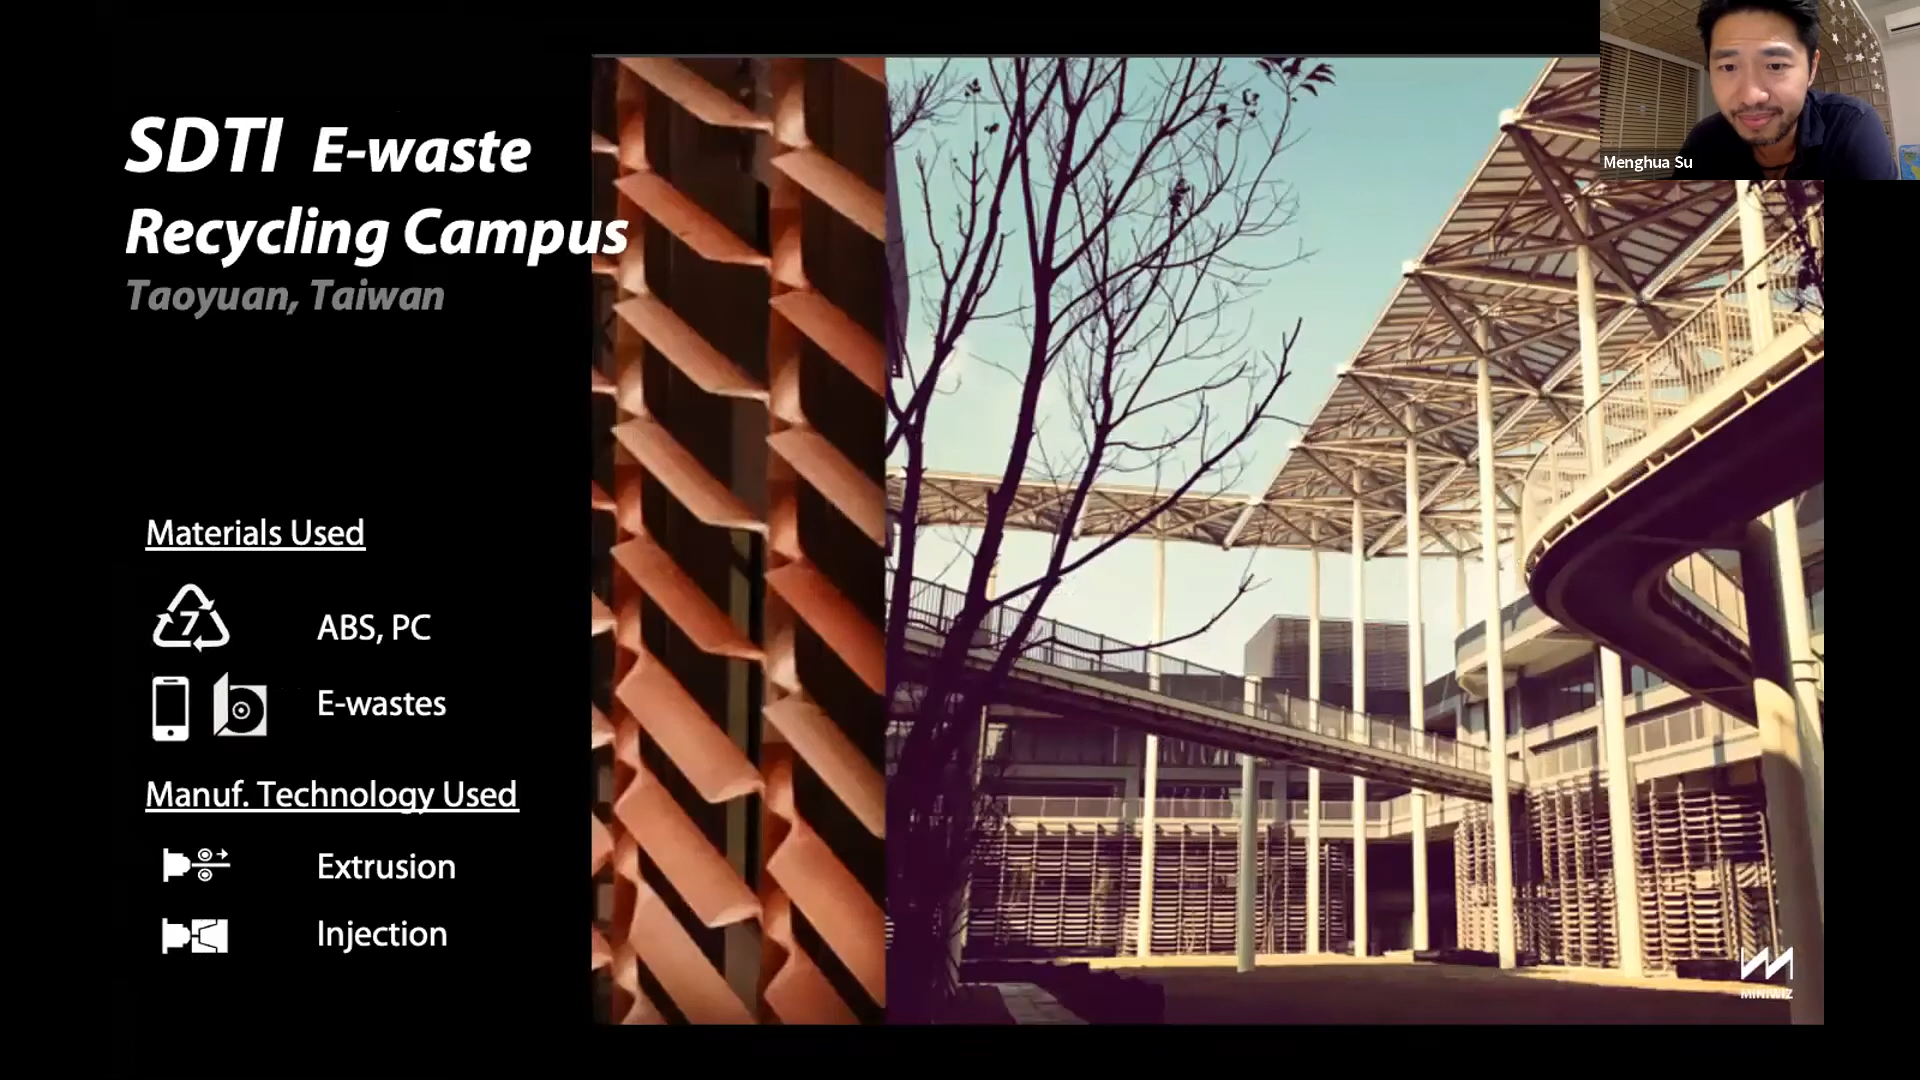 SDTI E-waste
Recycling Campus
Taoyuan, Taiwan
Materials Used
7
ABS, PC
E-wastes
Manuf. Technology Used
Extrusion
Injection
Menghua Su
MINIWIZ